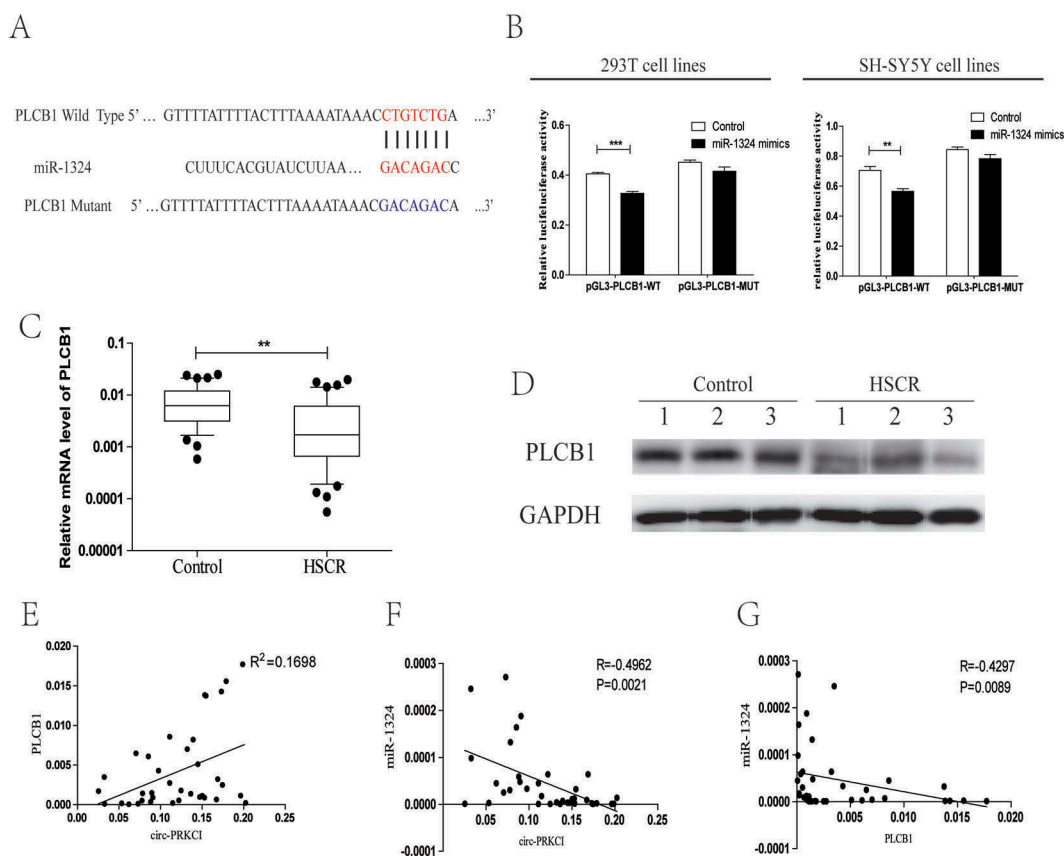 A
PLCB1 Wild Type 5' ... GTTTTATTTTACTTTAAAATAAACCTGTCTGA ...3'
miR-1324 CUUUCACGUAUCUUAA... GACAGACC
PLCB1 Mutant 5' ... GTTTTATTTTACTTTAAAATAAACGACAGACA ...3'
B
293T cell lines
Relative lucifeluciferase activity
0.6
0.4
0.2
0.0
***
Control
miR-1324 mimics
pGL3-PLCB1-WT pGL3-PLCB1-MUT
SH-SY5Y cell lines
relative lucifeluciferase activity
1.0
0.8
0.6
0.4
0.2
0.0
**
Control
miR-1324 mimics
pGL3-PLCB1-WT pGL3-PLCB1-MUT
C
Relative mRNA level of PLCB1
0.1
0.01
0.001
0.0001
0.00001
**
Control HSCR
D
Control HSCR
1 2 3 1 2 3
PLCB1
GAPDH
E
PLCB1
0.020
0.015
0.010
0.005
0.000
R²=0.1698
0.00 0.05 0.10 0.15 0.20 0.25
circ-PRKCI
F
miR-1324
0.0003
0.0002
0.0001
0.0000
-0.0001
R=-0.4962
P=0.0021
0.05 0.10 0.15 0.20 0.25
circ-PRKCI
G
miR-1324
0.0003
0.0002
0.0001
0.0000
-0.0001
R=-0.4297
P=0.0089
0.005 0.010 0.015 0.020
PLCB1